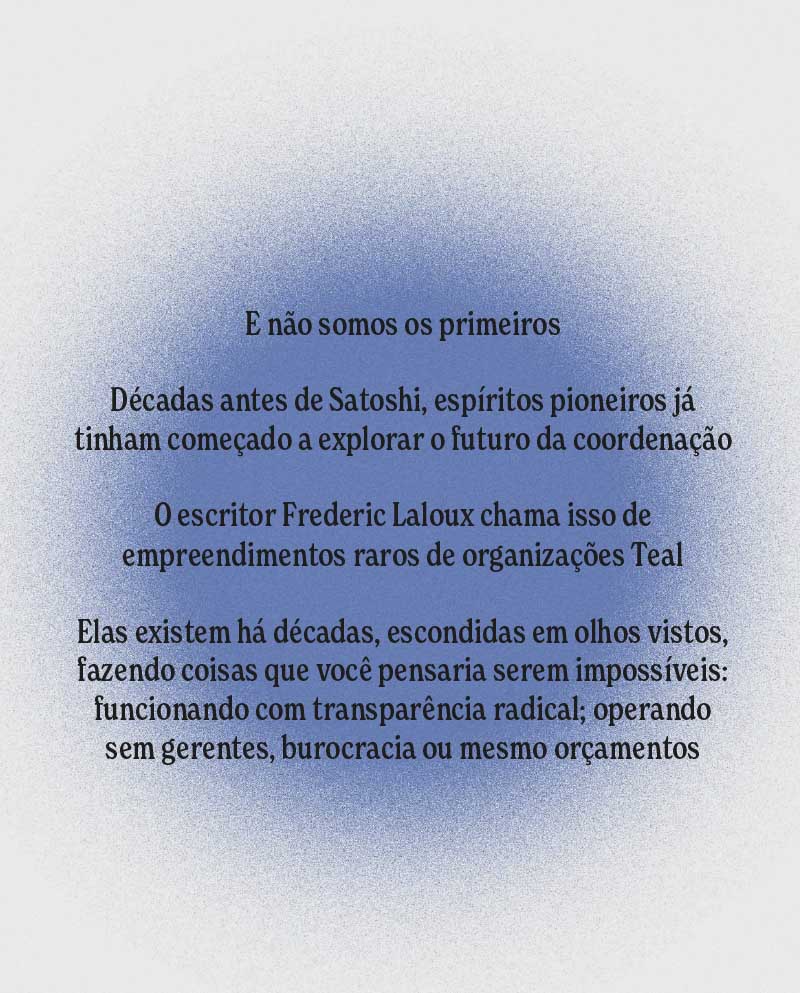 E não somos os primeiros
Décadas antes de Satoshi, espíritos pioneiros já
tinham começado a explorar o futuro da coordenação
O escritor Frederic Laloux chama isso de
empreendimentos raros de organizações Teal
Elas existem há décadas, escondidas em olhos vistos,
fazendo coisas que você pensaria serem impossíveis:
funcionando com transparência radical; operando
sem gerentes, burocracia ou mesmo orçamentos